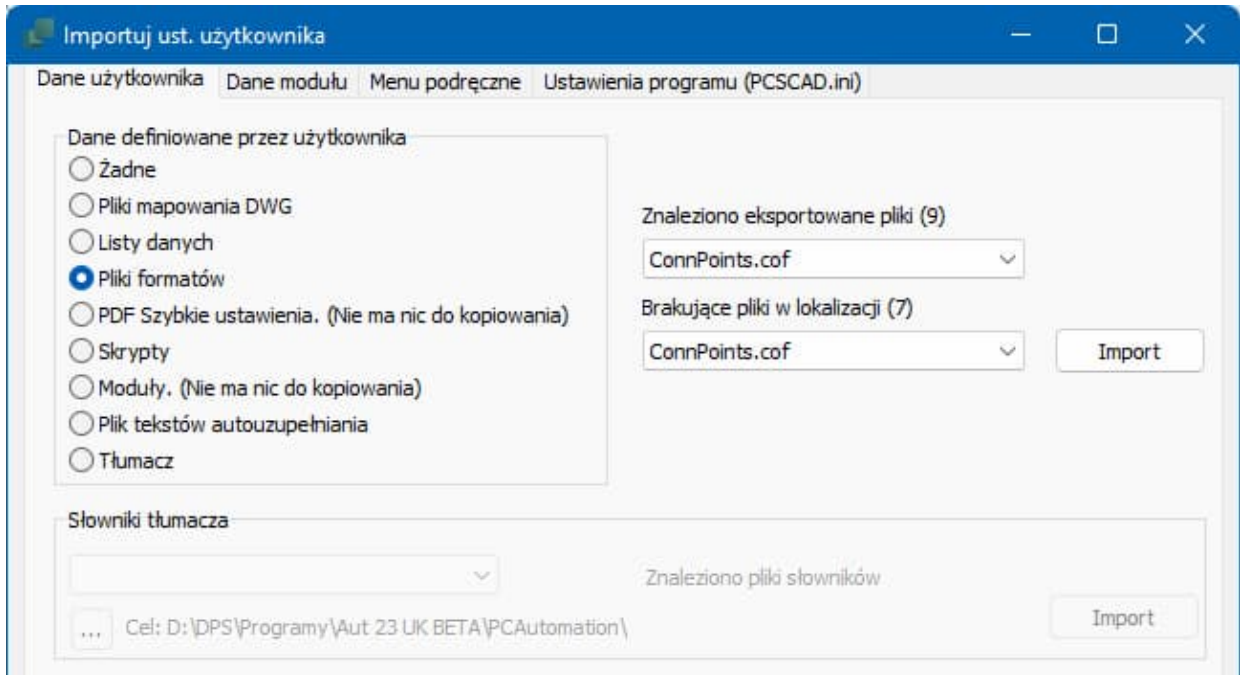 Importuj ust. użytkownika
Dane użytkownika Dane modułu Menu podręczne Ustawienia programu (PCSCAD.ini)
Dane definiowane przez użytkownika
Żadne
Pliki mapowania DWG
Listy danych
Pliki formatów
PDF Szybkie ustawienia. (Nie ma nic do kopiowania)
Skrypty
Moduły. (Nie ma nic do kopiowania)
Plik tekstów autouzupełniania
Tłumacz
Znaleziono eksportowane pliki (9)
ConnPoints.cof
Brakujące pliki w lokalizacji (7)
ConnPoints.cof
Import
Słowniki tłumacza
Znaleziono pliki słowników
... Cel: D:\DPS\Programy\Aut 23 UK BETA\PCAutomation\
Import